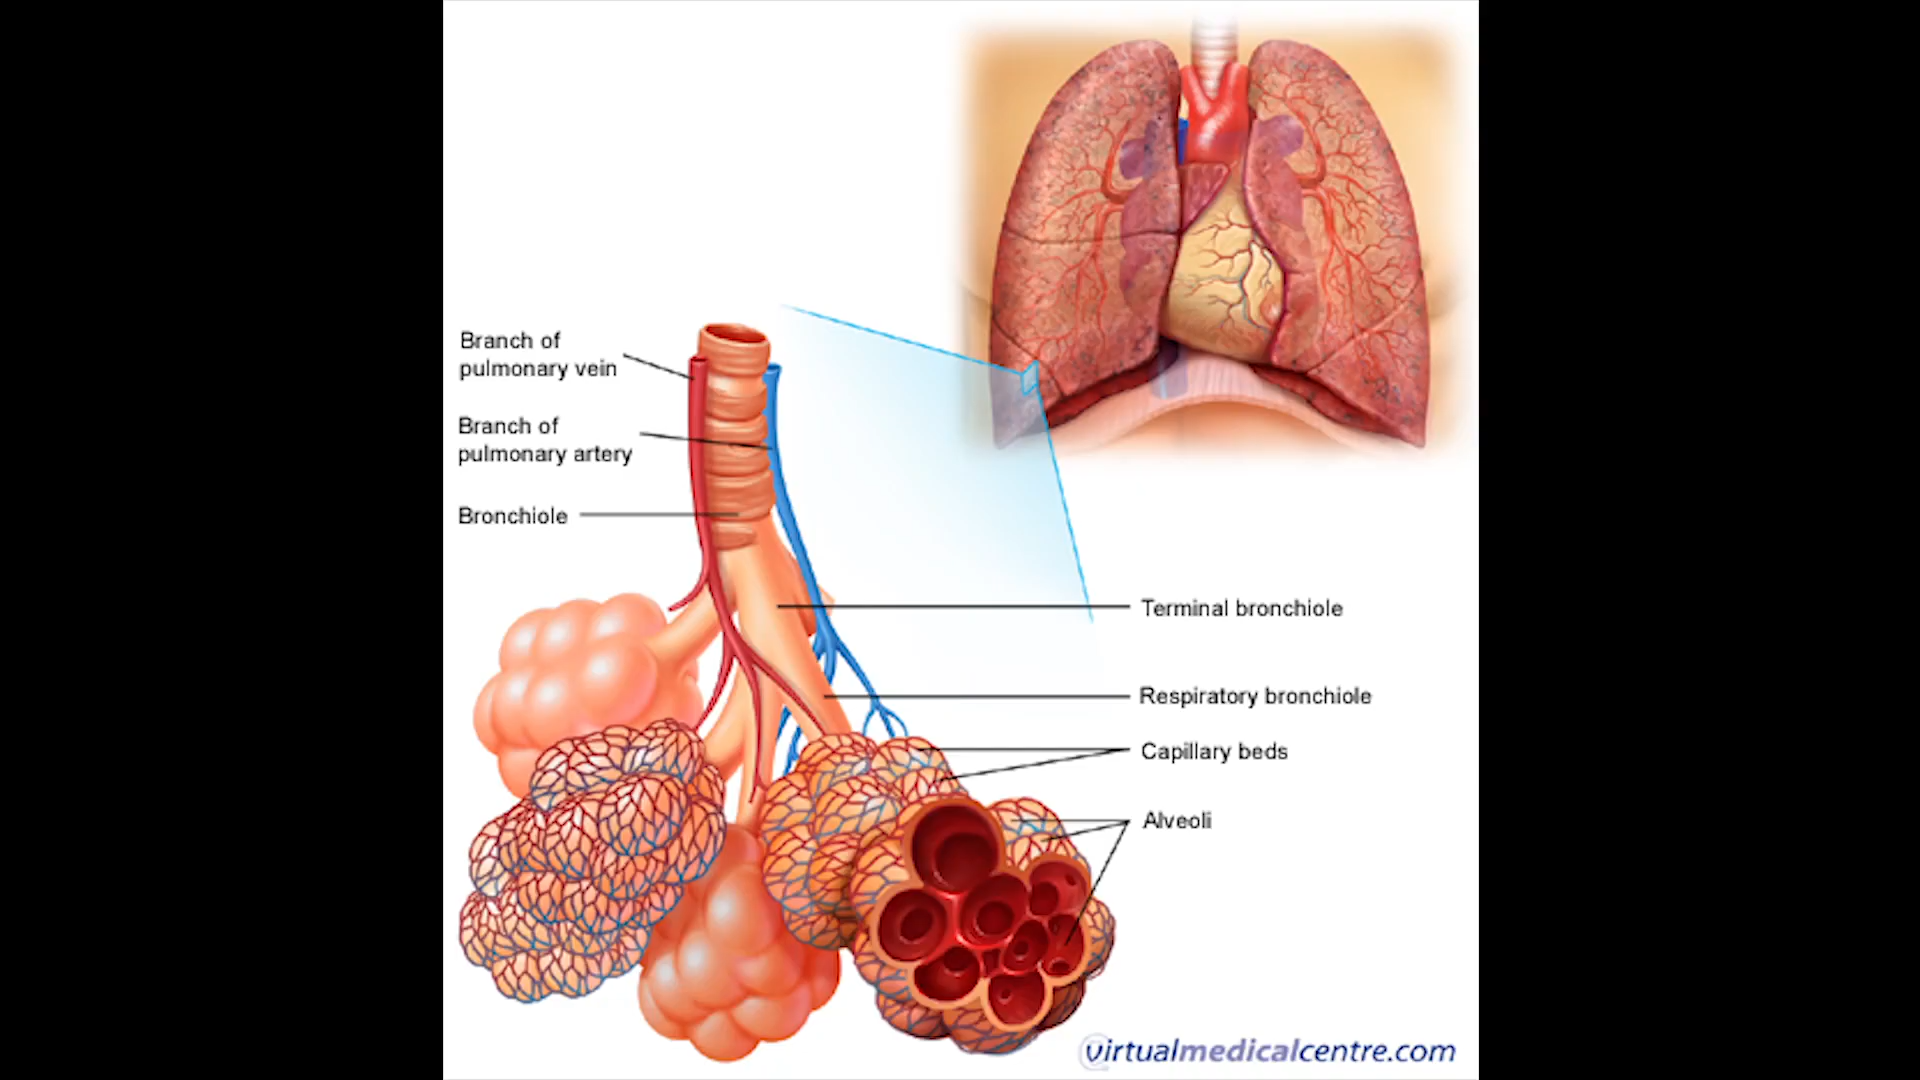 Branch of
pulmonary vein
Branch of
pulmonary artery
Bronchiole
Terminal bronchiole
Respiratory bronchiole
Capillary beds
Alveoli
virtualmedicalcentre.com